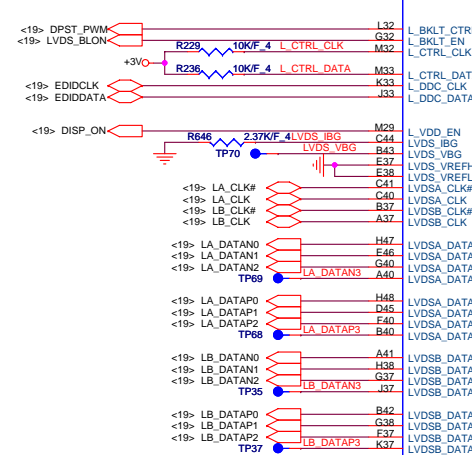 <19> DPST_PWM L32 L_BKLT_CTRL
<19> LVDS_BLON G32 L_BKLT_EN
R229 10K/F_4 L_CTRL_CLK M32 L_CTRL_CLK
+3V
R236 10K/F_4 L_CTRL_DATA M33 L_CTRL_DAT
<19> EDIDCLK K33 L_DDC_CLK
<19> EDIDDATA J33 L_DDC_DATA
<19> DISP_ON M29 L_VDD_EN
R646 2.37K/F_4 LVDS_IBG C44 LVDS_IBG
TP70 LVDS_VBG B43 LVDS_VBG
E37 LVDS_VREFH
E38 LVDS_VREFL
<19> LA_CLK# C41 LVDSA_CLK#
<19> LA_CLK C40 LVDSA_CLK
<19> LB_CLK# B37 LVDSB_CLK#
<19> LB_CLK A37 LVDSB_CLK
<19> LA_DATAN0 H47 LVDSA_DATA
<19> LA_DATAN1 E46 LVDSA_DATA
<19> LA_DATAN2 G40 LVDSA_DATA
TP69 LA_DATAN3 A40 LVDSA_DATA
<19> LA_DATAP0 H48 LVDSA_DATA
<19> LA_DATAP1 D45 LVDSA_DATA
<19> LA_DATAP2 F40 LVDSA_DATA
TP68 LA_DATAP3 B40 LVDSA_DATA
<19> LB_DATAN0 A41 LVDSB_DATA
<19> LB_DATAN1 H38 LVDSB_DATA
<19> LB_DATAN2 G37 LVDSB_DATA
TP35 LB_DATAN3 J37 LVDSB_DATA
<19> LB_DATAP0 B42 LVDSB_DATA
<19> LB_DATAP1 G38 LVDSB_DATA
<19> LB_DATAP2 F37 LVDSB_DATA
TP37 LB_DATAP3 K37 LVDSB_DATA